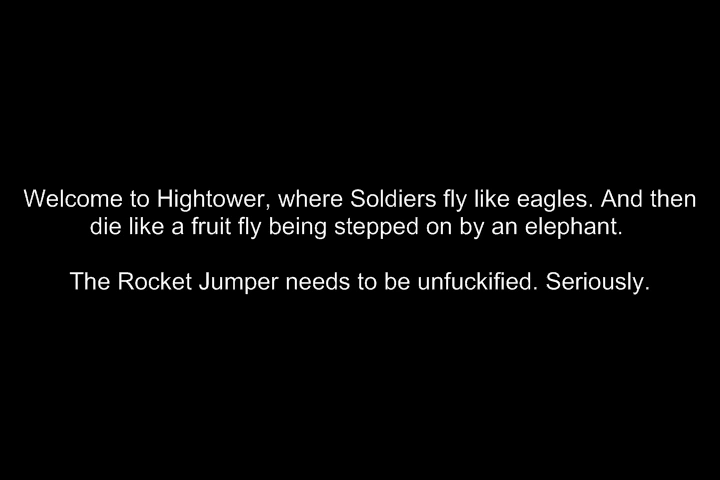 Welcome to Hightower, where Soldiers fly like eagles. And then
die like a fruit fly being stepped on by an elephant.
The Rocket Jumper needs to be unfuckified. Seriously.